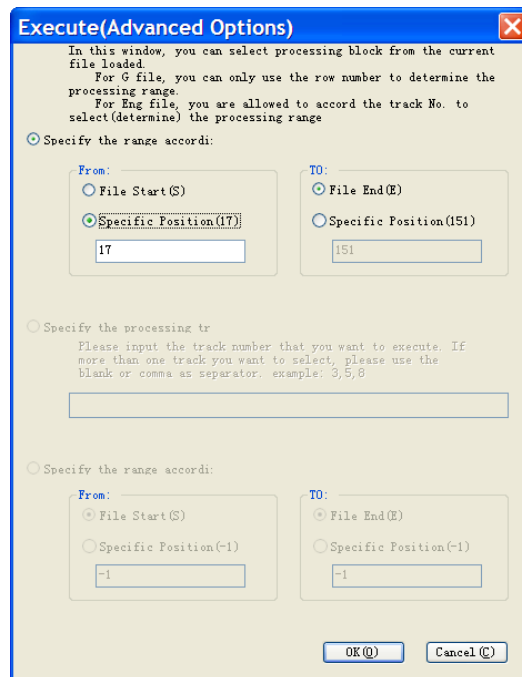 Execute(Advanced Options)
In this window, you can select processing block from the current
file loaded.
For G file, you can only use the row number to determine the
processing range.
For Eng file, you are allowed to accord the track No. to
select(determine) the processing range
Specify the range accordi:
From:
TO:
File Start(S)
File End(E)
Specific Position(17)
Specific Position(151)
17
151
Specify the processing tr
Please input the track number that you want to execute. If
more than one track you want to select, please use the
blank or comma as separator. example: 3,5,8
Specify the range accordi:
From:
TO:
File Start(S)
File End(E)
Specific Position(-1)
Specific Position(-1)
-1
-1
OK(O)
Cancel(C)